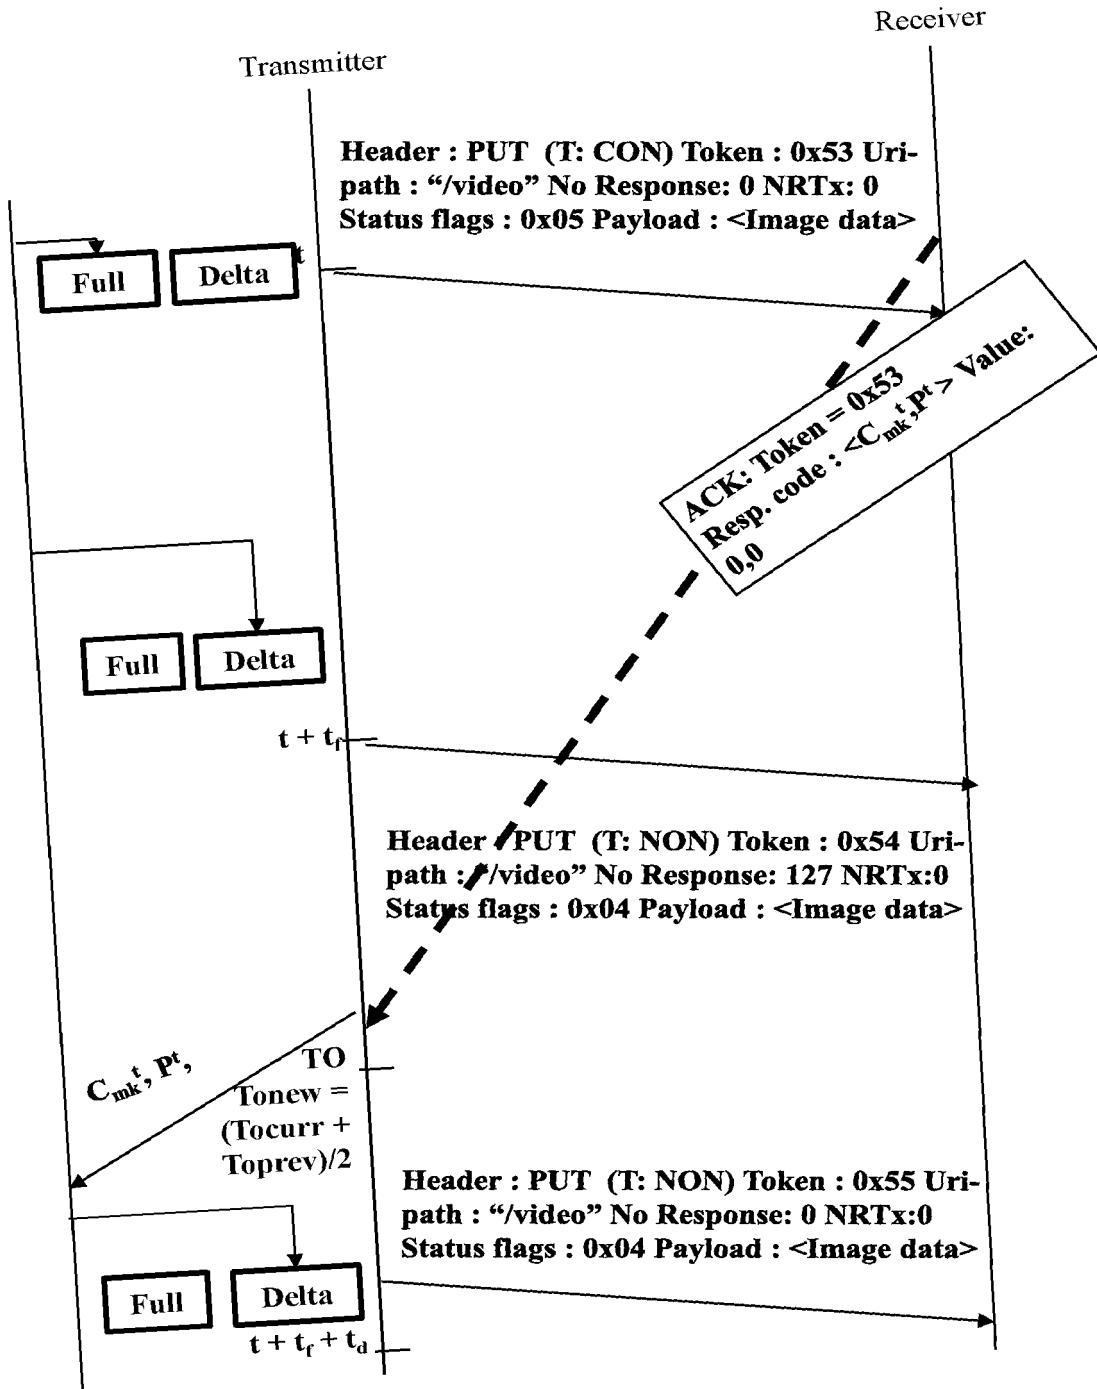 Receiver
Transmitter
Header : PUT (T: CON) Token : 0x53 Uri-
path : “/video” No Response: 0 NRTx: 0
Status flags : 0x05 Payload : <Image data>
Full
Delta
t
ACK: Token = 0x53
Resp. code : <Cmkᵗ,Pᵗ> Value:
0,0
Full
Delta
t + tf
Header : PUT (T: NON) Token : 0x54 Uri-
path : “/video” No Response: 127 NRTx:0
Status flags : 0x04 Payload : <Image data>
Cmkᵗ, Pᵗ,
TO
Tonew =
(Tocurr +
Toprev)/2
Header : PUT (T: NON) Token : 0x55 Uri-
path : “/video” No Response: 0 NRTx:0
Status flags : 0x04 Payload : <Image data>
Full
Delta
t + tf + td